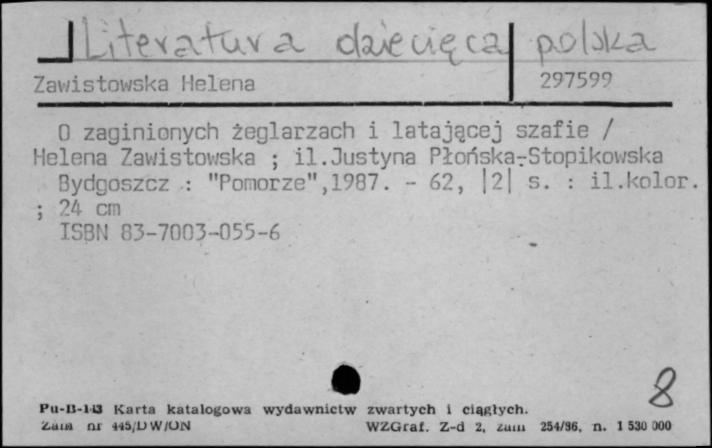 Literatura dziecięca polska
Zawistowska Helena 297599
O zaginionych żeglarzach i latającej szafie /
Helena Zawistowska ; il.Justyna Płońska-Stopikowska
Bydgoszcz : "Pomorze",1987. - 62, |2| s. : il.kolor.
; 24 cm
ISBN 83-7003-055-6
8
Pu-B-143 Karta katalogowa wydawnictw zwartych i ciągłych.
Zam nr 445/DW/ON WZGraf. Z-d 2, zam 254/86, n. 1 530 000